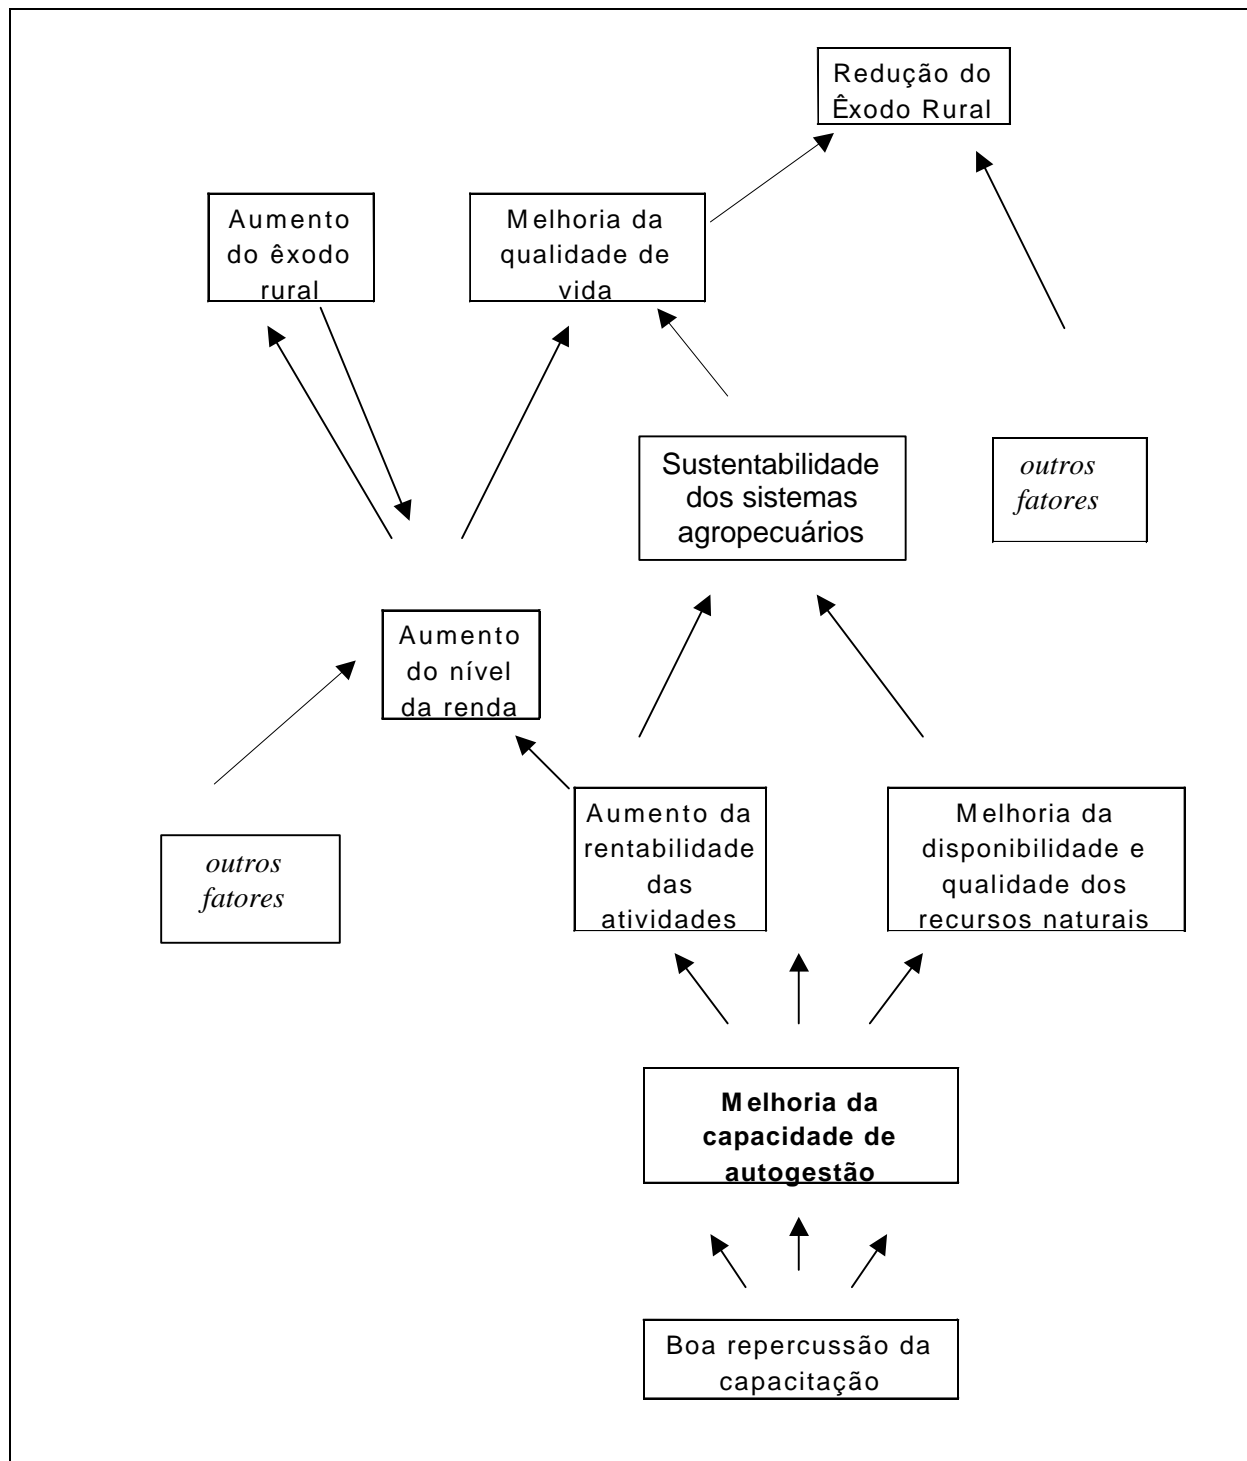 Redução do
Êxodo Rural
Aumento
do êxodo
rural
Melhoria da
qualidade de
vida
Sustentabilidade
dos sistemas
agropecuários
outros
fatores
Aumento
do nível
da renda
Aumento da
rentabilidade
das
atividades
Melhoria da
disponibilidade e
qualidade dos
recursos naturais
outros
fatores
Melhoria da
capacidade de
autogestão
Boa repercussão da
capacitação